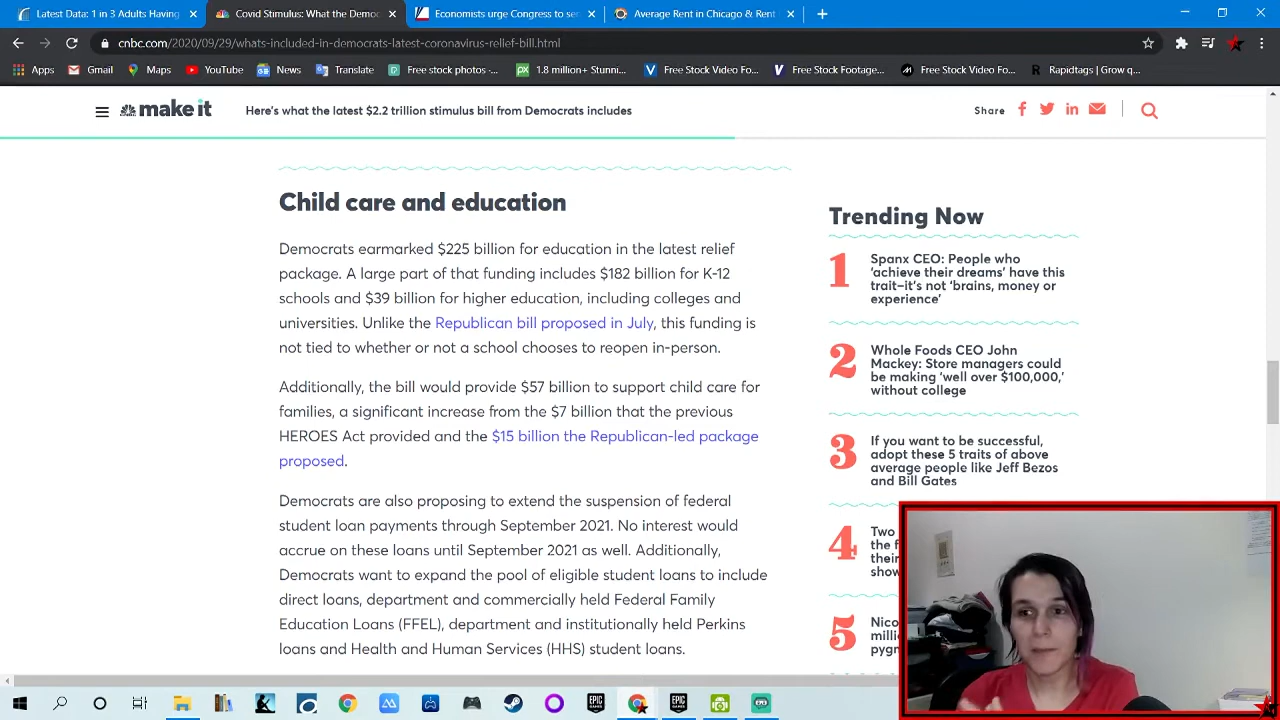 Latest Data: 1 in 3 Adults Having
Covid Stimulus: What the Democ
Economists urge Congress to se
Average Rent in Chicago & Rent
cnbc.com/2020/09/29/whats-included-in-democrats-latest-coronavirus-relief-bill.html
Apps
Gmail
Maps
YouTube
News
Translate
Free stock photos -...
1.8 million+ Stunni...
Free Stock Video Fo...
Free Stock Footage...
Free Stock Video Fo...
Rapidtags | Grow q...
make it
Here's what the latest $2.2 trillion stimulus bill from Democrats includes
Share
Child care and education
Democrats earmarked $225 billion for education in the latest relief
package. A large part of that funding includes $182 billion for K-12
schools and $39 billion for higher education, including colleges and
universities. Unlike the Republican bill proposed in July, this funding is
not tied to whether or not a school chooses to reopen in-person.
Additionally, the bill would provide $57 billion to support child care for
families, a significant increase from the $7 billion that the previous
HEROES Act provided and the $15 billion the Republican-led package
proposed.
Democrats are also proposing to extend the suspension of federal
student loan payments through September 2021. No interest would
accrue on these loans until September 2021 as well. Additionally,
Democrats want to expand the pool of eligible student loans to include
direct loans, department and commercially held Federal Family
Education Loans (FFEL), department and institutionally held Perkins
loans and Health and Human Services (HHS) student loans.
Trending Now
1
Spanx CEO: People who
'achieve their dreams' have this
trait–it's not 'brains, money or
experience'
2
Whole Foods CEO John
Mackey: Store managers could
be making 'well over $100,000,'
without college
3
If you want to be successful,
adopt these 5 traits of above
average people like Jeff Bezos
and Bill Gates
4
Two
the f
their
show
5
Nico
milli
pygm
EPIC
GAMES
EPIC
GAMES